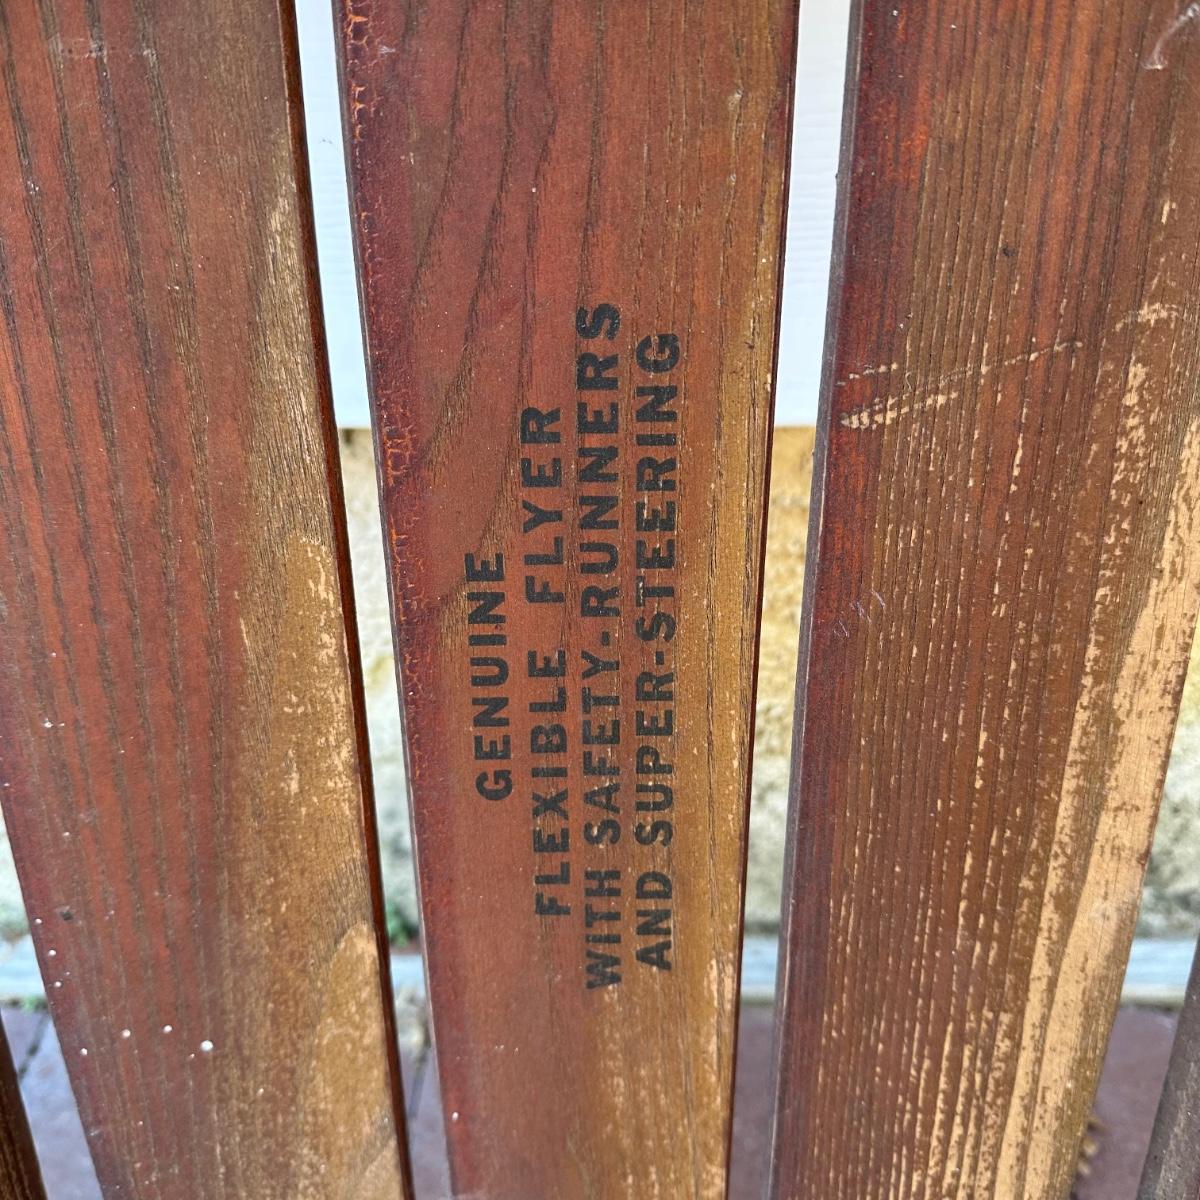 GENUINE
FLEXIBLE FLYER
WITH SAFETY-RUNNERS
AND SUPER-STEERING